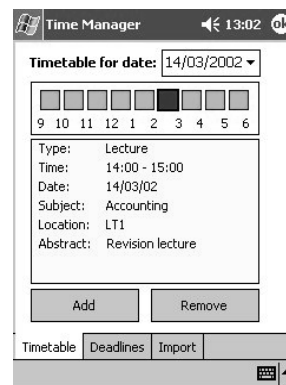 Time Manager 13:02 ok
Timetable for date: 14/03/2002
9 10 11 12 1 2 3 4 5 6
Type: Lecture
Time: 14:00 - 15:00
Date: 14/03/02
Subject: Accounting
Location: LT1
Abstract: Revision lecture
Add Remove
Timetable Deadlines Import